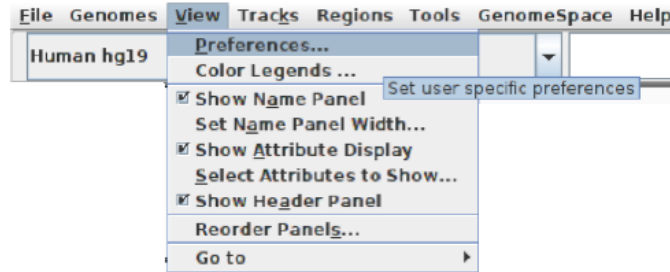 File Genomes View Tracks Regions Tools GenomeSpace Help
Human hg19
Preferences...
Color Legends ...
Set user specific preferences
Show Name Panel
Set Name Panel Width...
Show Attribute Display
Select Attributes to Show...
Show Header Panel
Reorder Panels...
Go to